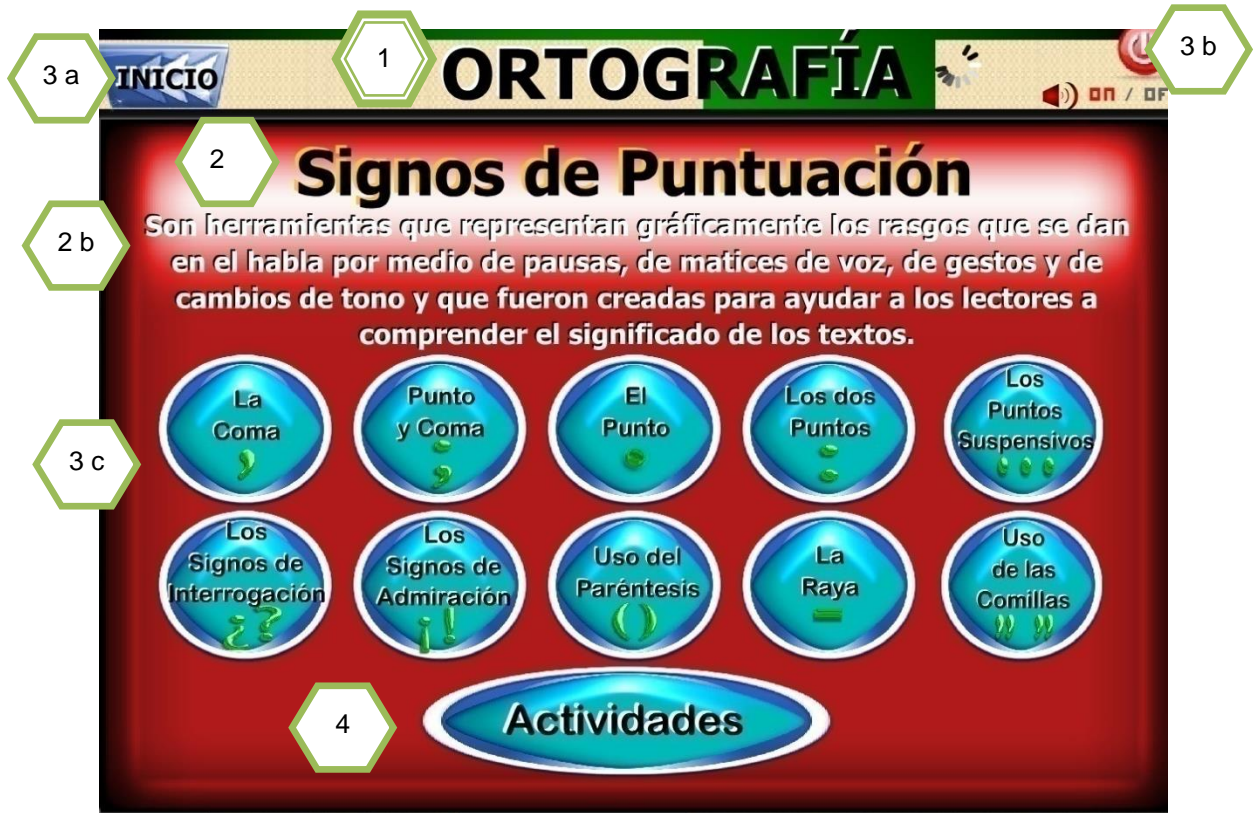 1
3 b
3 a
INICIO
ORTOGRAFÍA
ON / OF
2
Signos de Puntuación
2 b
Son herramientas que representan gráficamente los rasgos que se dan
en el habla por medio de pausas, de matices de voz, de gestos y de
cambios de tono y que fueron creadas para ayudar a los lectores a
comprender el significado de los textos.
3 c
La
Coma
,
Punto
y Coma
;
El
Punto
.
Los dos
Puntos
:
Los
Puntos
Suspensivos
...
Los
Signos de
Interrogación
¿?
Los
Signos de
Admiración
¡!
Uso del
Paréntesis
()
La
Raya
–
Uso
de las
Comillas
” ”
4
Actividades